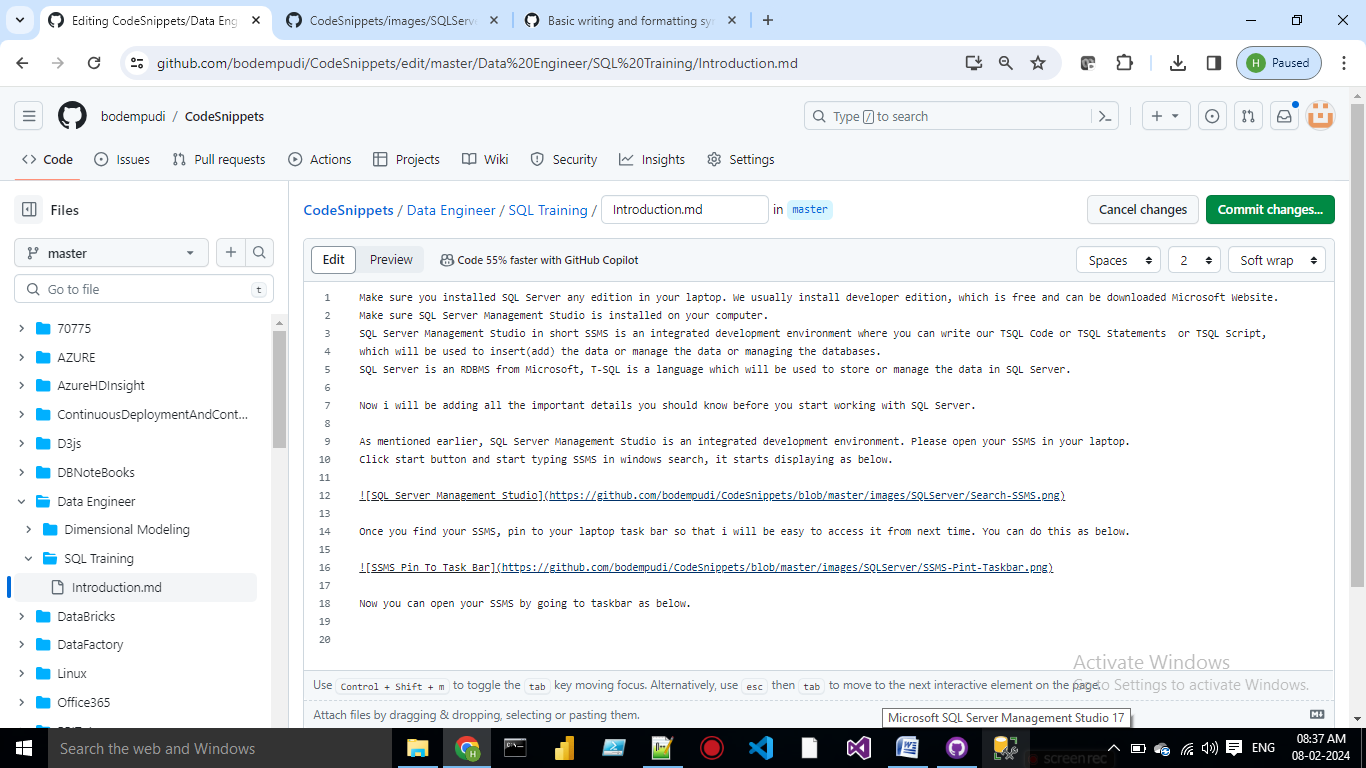 Editing CodeSnippets/Data Eng
CodeSnippets/images/SQLServe
Basic writing and formatting sy
github.com/bodempudi/CodeSnippets/edit/master/Data%20Engineer/SQL%20Training/Introduction.md
H Paused
bodempudi / CodeSnippets
Type / to search
Code Issues Pull requests Actions Projects Wiki Security Insights Settings
Files
CodeSnippets / Data Engineer / SQL Training / Introduction.md in master
Cancel changes Commit changes...
master
Go to file t
Edit Preview Code 55% faster with GitHub Copilot Spaces 2 Soft wrap
70775
AZURE
AzureHDInsight
ContinuousDeploymentAndCont...
D3js
DBNoteBooks
Data Engineer
Dimensional Modeling
SQL Training
Introduction.md
DataBricks
DataFactory
Linux
Office365
1 Make sure you installed SQL Server any edition in your laptop. We usually install developer edition, which is free and can be downloaded Microsoft Website.
2 Make sure SQL Server Management Studio is installed on your computer.
3 SQL Server Management Studio in short SSMS is an integrated development environment where you can write our TSQL Code or TSQL Statements  or TSQL Script,
4 which will be used to insert(add) the data or manage the data or managing the databases.
5 SQL Server is an RDBMS from Microsoft, T-SQL is a language which will be used to store or manage the data in SQL Server.
6
7 Now i will be adding all the important details you should know before you start working with SQL Server.
8
9 As mentioned earlier, SQL Server Management Studio is an integrated development environment. Please open your SSMS in your laptop.
10 Click start button and start typing SSMS in windows search, it starts displaying as below.
11
12 ![SQL Server Management Studio](https://github.com/bodempudi/CodeSnippets/blob/master/images/SQLServer/Search-SSMS.png)
13
14 Once you find your SSMS, pin to your laptop task bar so that i will be easy to access it from next time. You can do this as below.
15
16 ![SSMS Pin To Task Bar](https://github.com/bodempudi/CodeSnippets/blob/master/images/SQLServer/SSMS-Pint-Taskbar.png)
17
18 Now you can open your SSMS by going to taskbar as below.
19
20
Activate Windows
Go to Settings to activate Windows.
Use Control + Shift + m to toggle the tab key moving focus. Alternatively, use esc then tab to move to the next interactive element on the page.
Attach files by dragging & dropping, selecting or pasting them.
Microsoft SQL Server Management Studio 17
Search the web and Windows
ENG
08:37 AM
08-02-2024
screen rec